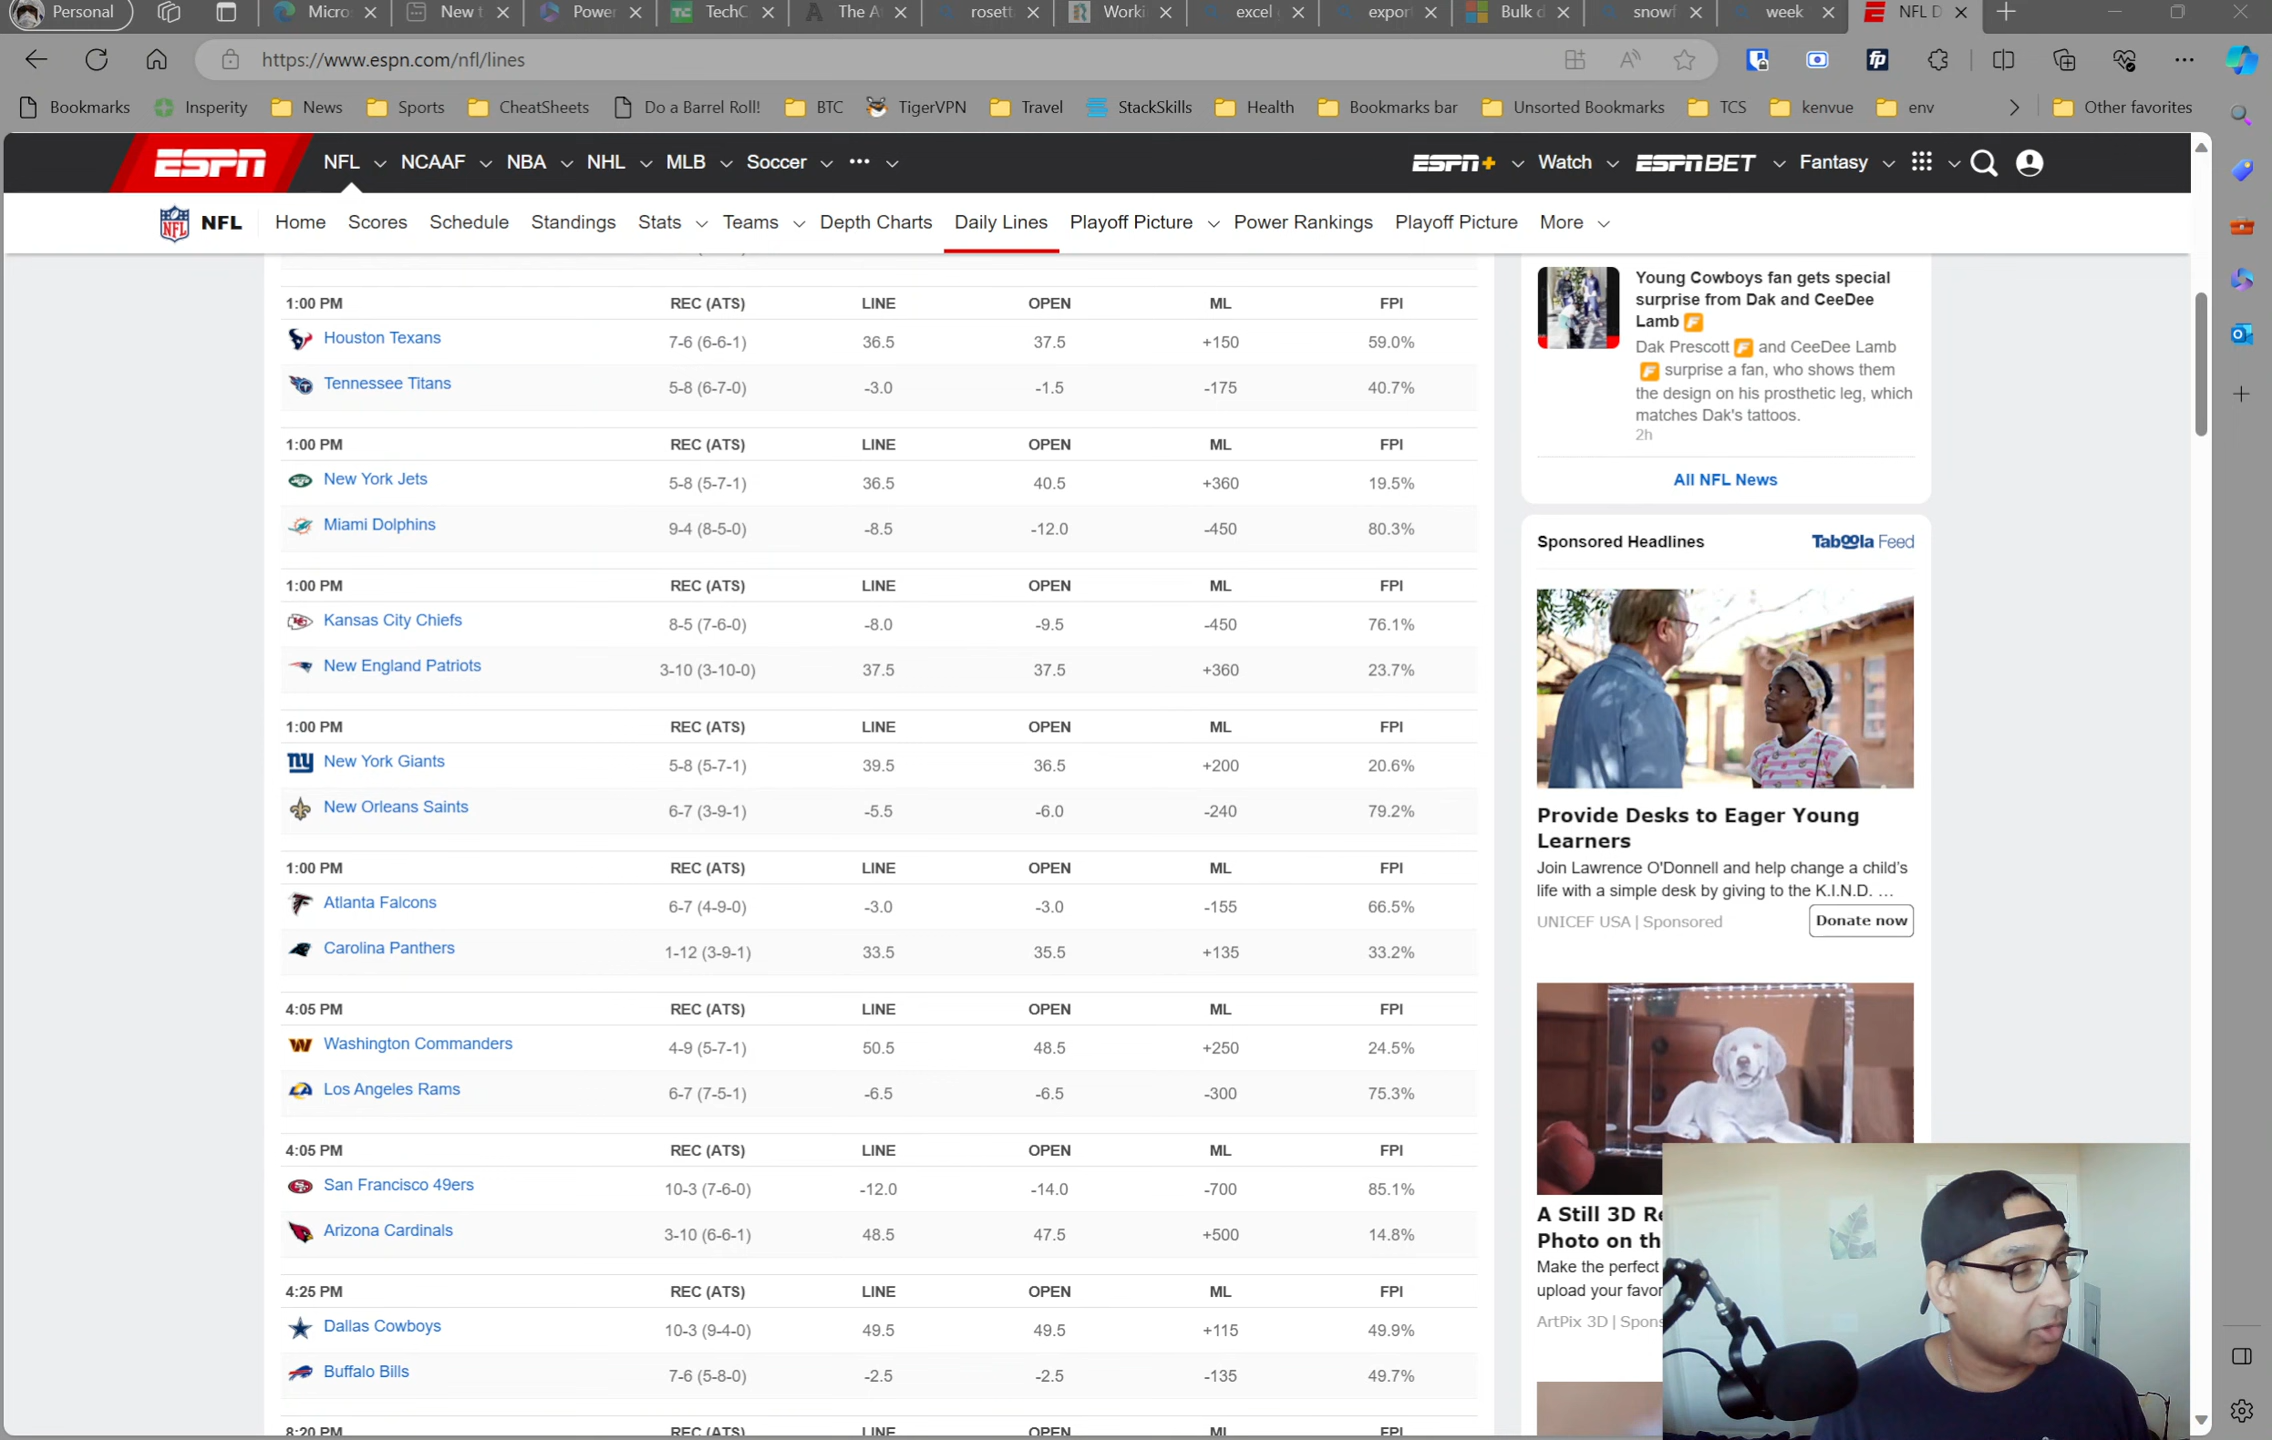 Personal
Micro
New t
Power
TechC
The A
rosett
Worki
excel
expor
Bulk d
snowf
week
NFL D
https://www.espn.com/nfl/lines
Bookmarks Insperity News Sports CheatSheets Do a Barrel Roll! BTC TigerVPN Travel StackSkills Health Bookmarks bar Unsorted Bookmarks TCS kenvue env Other favorites
ESPN NFL NCAAF NBA NHL MLB Soccer ••• ESPN+ Watch ESPN BET Fantasy
NFL Home Scores Schedule Standings Stats Teams Depth Charts Daily Lines Playoff Picture Power Rankings Playoff Picture More
1:00 PM REC (ATS) LINE OPEN ML FPI
Houston Texans 7-6 (6-6-1) 36.5 37.5 +150 59.0%
Tennessee Titans 5-8 (6-7-0) -3.0 -1.5 -175 40.7%
1:00 PM REC (ATS) LINE OPEN ML FPI
New York Jets 5-8 (5-7-1) 36.5 40.5 +360 19.5%
Miami Dolphins 9-4 (8-5-0) -8.5 -12.0 -450 80.3%
1:00 PM REC (ATS) LINE OPEN ML FPI
Kansas City Chiefs 8-5 (7-6-0) -8.0 -9.5 -450 76.1%
New England Patriots 3-10 (3-10-0) 37.5 37.5 +360 23.7%
1:00 PM REC (ATS) LINE OPEN ML FPI
ny New York Giants 5-8 (5-7-1) 39.5 36.5 +200 20.6%
New Orleans Saints 6-7 (3-9-1) -5.5 -6.0 -240 79.2%
1:00 PM REC (ATS) LINE OPEN ML FPI
Atlanta Falcons 6-7 (4-9-0) -3.0 -3.0 -155 66.5%
Carolina Panthers 1-12 (3-9-1) 33.5 35.5 +135 33.2%
4:05 PM REC (ATS) LINE OPEN ML FPI
Washington Commanders 4-9 (5-7-1) 50.5 48.5 +250 24.5%
Los Angeles Rams 6-7 (7-5-1) -6.5 -6.5 -300 75.3%
4:05 PM REC (ATS) LINE OPEN ML FPI
San Francisco 49ers 10-3 (7-6-0) -12.0 -14.0 -700 85.1%
Arizona Cardinals 3-10 (6-6-1) 48.5 47.5 +500 14.8%
4:25 PM REC (ATS) LINE OPEN ML FPI
Dallas Cowboys 10-3 (9-4-0) 49.5 49.5 +115 49.9%
Buffalo Bills 7-6 (5-8-0) -2.5 -2.5 -135 49.7%
8:20 PM REC (ATS) LINE OPEN ML FPI
Young Cowboys fan gets special
surprise from Dak and CeeDee
Lamb F
Dak Prescott F and CeeDee Lamb
F surprise a fan, who shows them
the design on his prosthetic leg, which
matches Dak's tattoos.
2h
All NFL News
Sponsored Headlines Taboola Feed
Provide Desks to Eager Young
Learners
Join Lawrence O'Donnell and help change a child's
life with a simple desk by giving to the K.I.N.D. …
UNICEF USA | Sponsored Donate now
A Still 3D Re
Photo on th
Make the perfect
upload your favor
ArtPix 3D | Spons